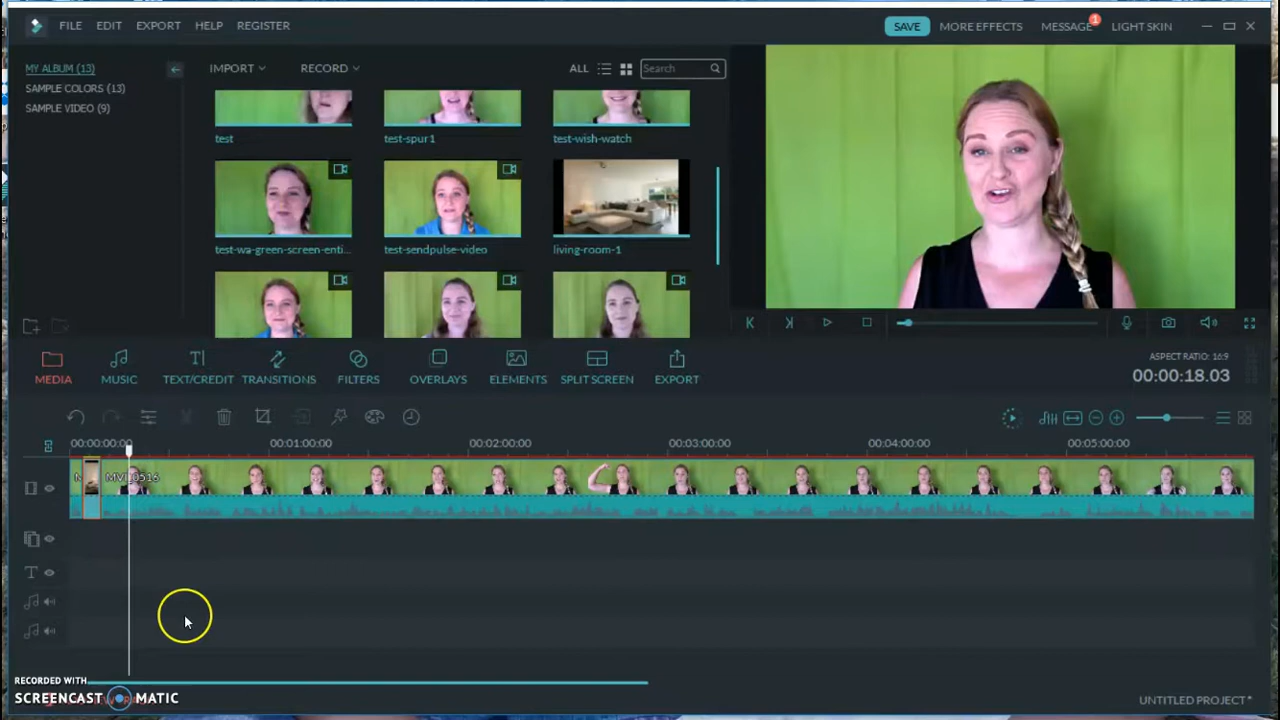 FILE EDIT EXPORT HELP REGISTER
SAVE MORE EFFECTS MESSAGE 1 LIGHT SKIN
MY ALBUM (13)
SAMPLE COLORS (13)
SAMPLE VIDEO (9)
IMPORT RECORD ALL Search
test test-spur1 test-wish-watch
test-wa-green-screen-enti... test-sendpulse-video living-room-1
MEDIA MUSIC TEXT/CREDIT TRANSITIONS FILTERS OVERLAYS ELEMENTS SPLIT SCREEN EXPORT
ASPECT RATIO: 16:9
00:00:18.03
00:00:00:00 00:01:00:00 00:02:00:00 00:03:00:00 00:04:00:00 00:05:00:00
RECORDED WITH
SCREENCAST MATIC
UNTITLED PROJECT*